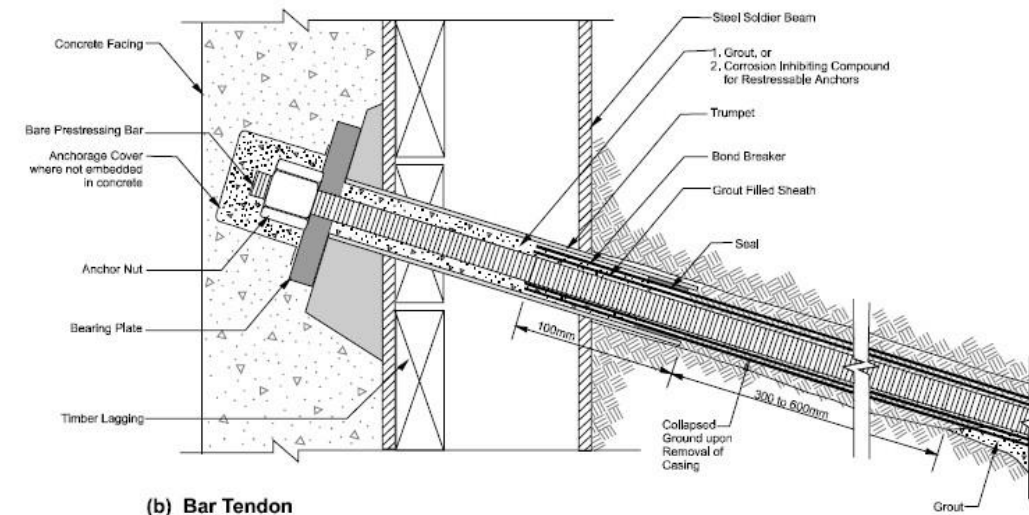 Concrete Facing
Bare Prestressing Bar
Anchorage Cover
where not embedded
in concrete
Anchor Nut
Bearing Plate
Timber Lagging
Steel Soldier Beam
1. Grout, or
2. Corrosion Inhibiting Compound
for Restressable Anchors
Trumpet
Bond Breaker
Grout Filled Sheath
Seal
100mm
300 to 600mm
Collapsed
Ground upon
Removal of
Casing
Grout
(b) Bar Tendon